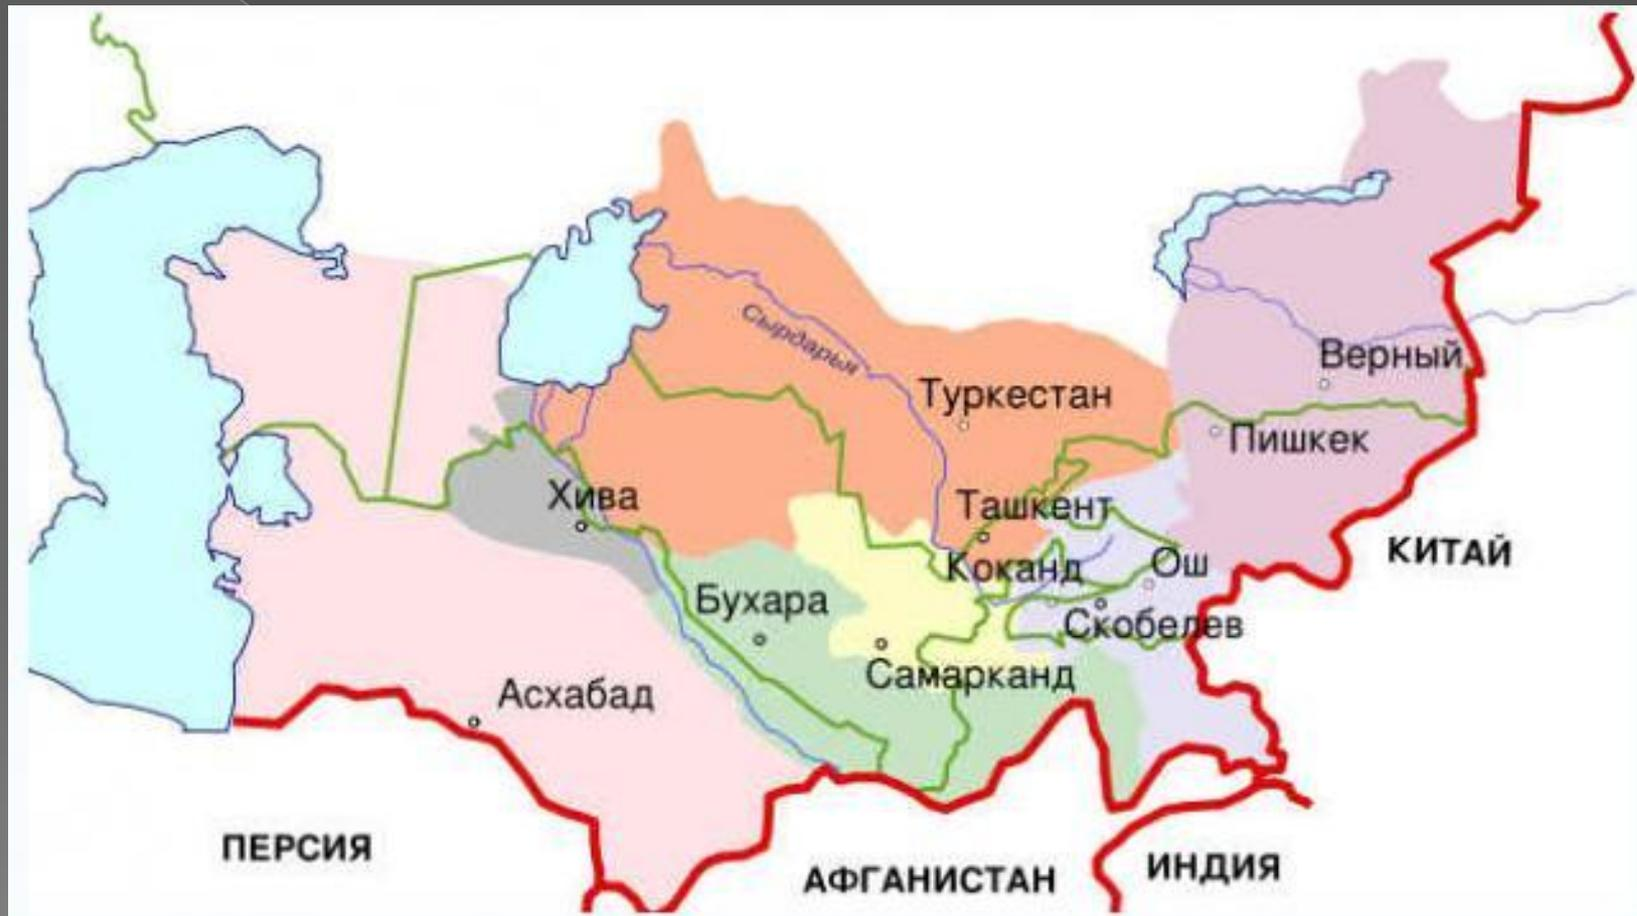 Сырдарья
Верный
Туркестан
Пишкек
Хива
Ташкент
КИТАЙ
Коканд
Ош
Бухара
Скобелев
Самарканд
Асхабад
ПЕРСИЯ
АФГАНИСТАН
ИНДИЯ